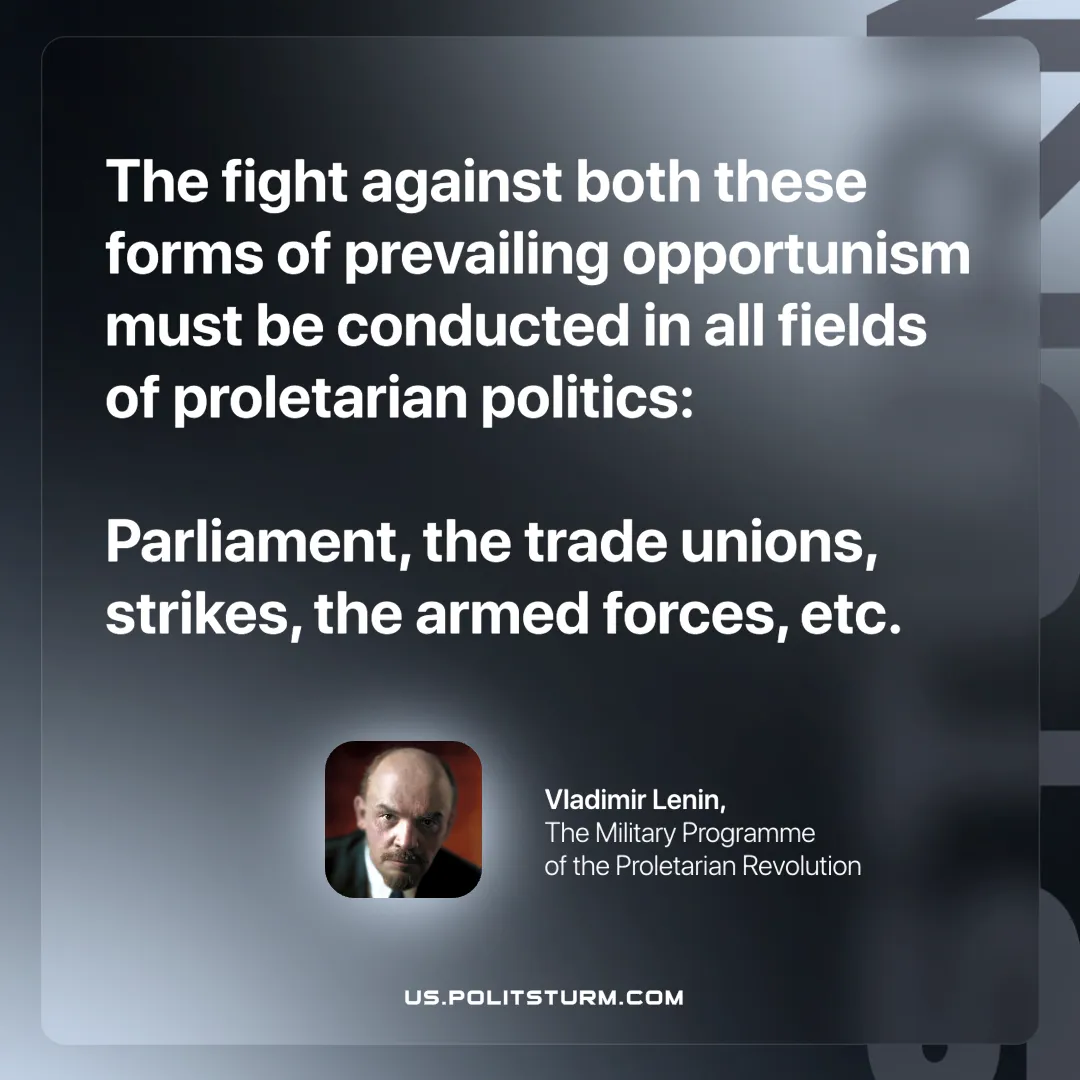 The fight against both these
forms of prevailing opportunism
must be conducted in all fields
of proletarian politics:
Parliament, the trade unions,
strikes, the armed forces, etc.
Vladimir Lenin,
The Military Programme
of the Proletarian Revolution
US.POLITSTURM.COM